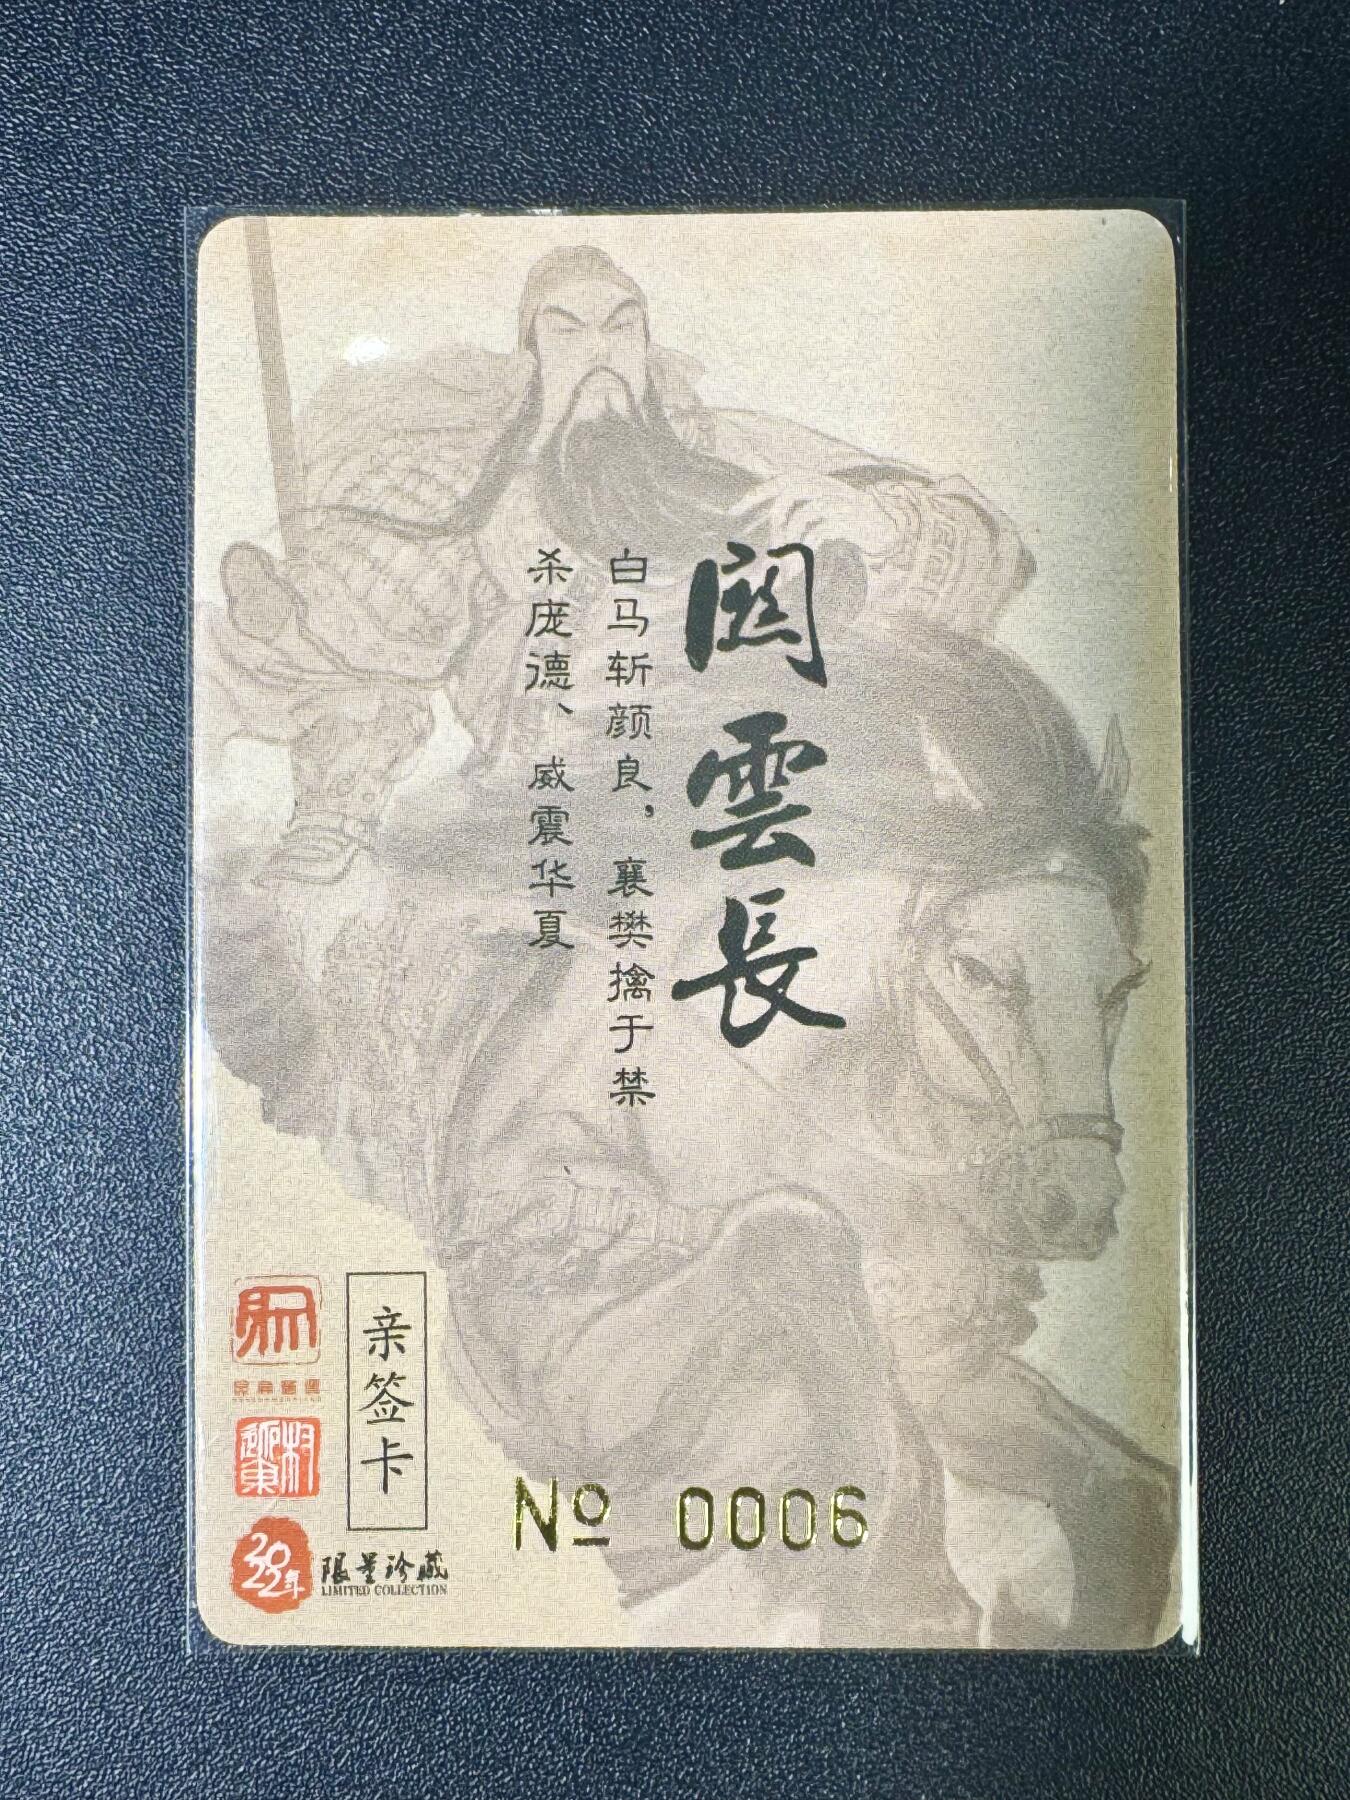 關雲長
白马斩颜良，襄樊擒于禁
杀庞德、威震华夏
亲签卡
2022年
限量珍藏
LIMITED COLLECTION
№ 0006